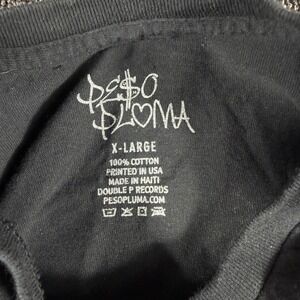 PE$O
PLUMA
X-LARGE
100% COTTON
PRINTED IN USA
MADE IN HAITI
DOUBLE P RECORDS
PESOPLUMA.COM